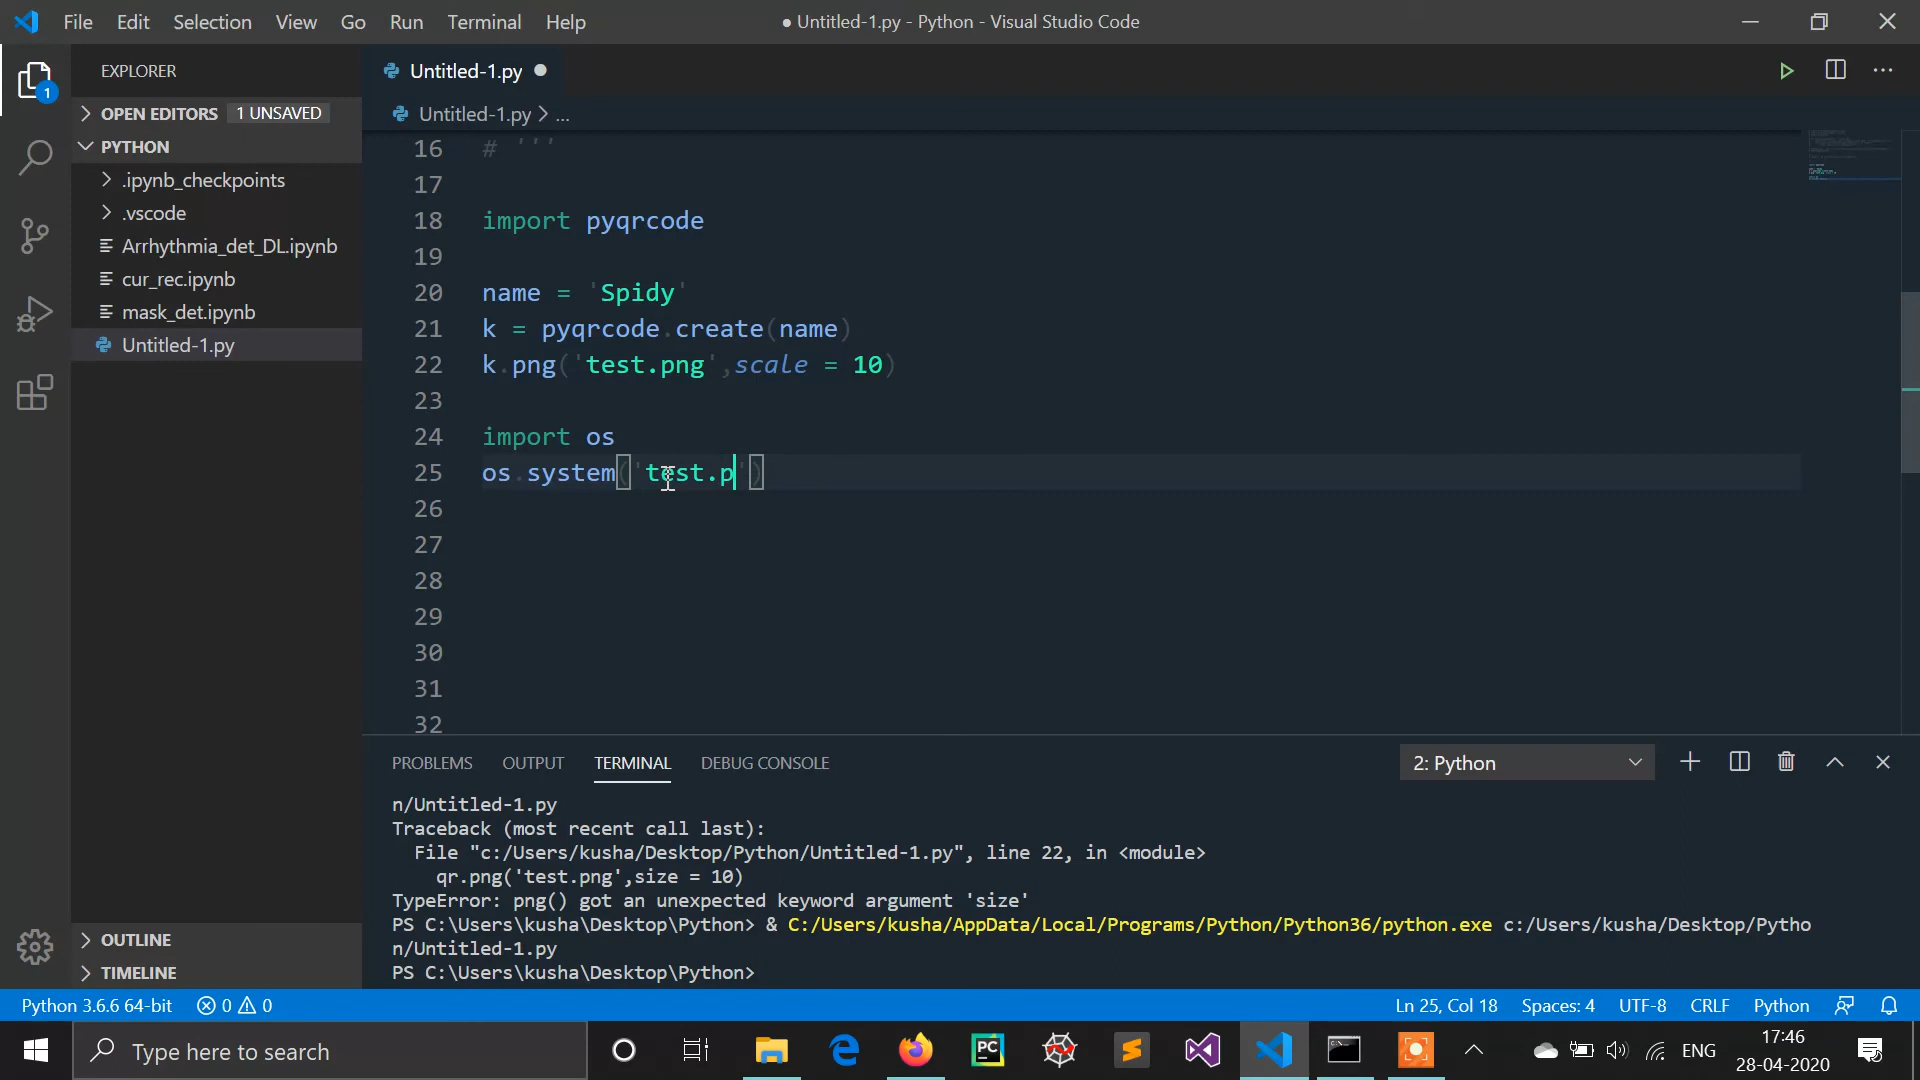 File Edit Selection View Go Run Terminal Help
● Untitled-1.py - Python - Visual Studio Code
EXPLORER
OPEN EDITORS 1 UNSAVED
PYTHON
.ipynb_checkpoints
.vscode
Arrhythmia_det_DL.ipynb
cur_rec.ipynb
mask_det.ipynb
Untitled-1.py
OUTLINE
TIMELINE
1
Untitled-1.py ●
Untitled-1.py > ...
16 # '''
17
18 import pyqrcode
19
20 name = 'Spidy'
21 k = pyqrcode.create(name)
22 k.png('test.png',scale = 10)
23
24 import os
25 os.system('test.p')
26
27
28
29
30
31
32
PROBLEMS OUTPUT TERMINAL DEBUG CONSOLE
2: Python
n/Untitled-1.py
Traceback (most recent call last):
File "c:/Users/kusha/Desktop/Python/Untitled-1.py", line 22, in <module>
qr.png('test.png',size = 10)
TypeError: png() got an unexpected keyword argument 'size'
PS C:\Users\kusha\Desktop\Python> & C:/Users/kusha/AppData/Local/Programs/Python/Python36/python.exe c:/Users/kusha/Desktop/Pytho
n/Untitled-1.py
PS C:\Users\kusha\Desktop\Python>
Python 3.6.6 64-bit 0 0
Ln 25, Col 18 Spaces: 4 UTF-8 CRLF Python
Type here to search
PC
ENG
17:46
28-04-2020